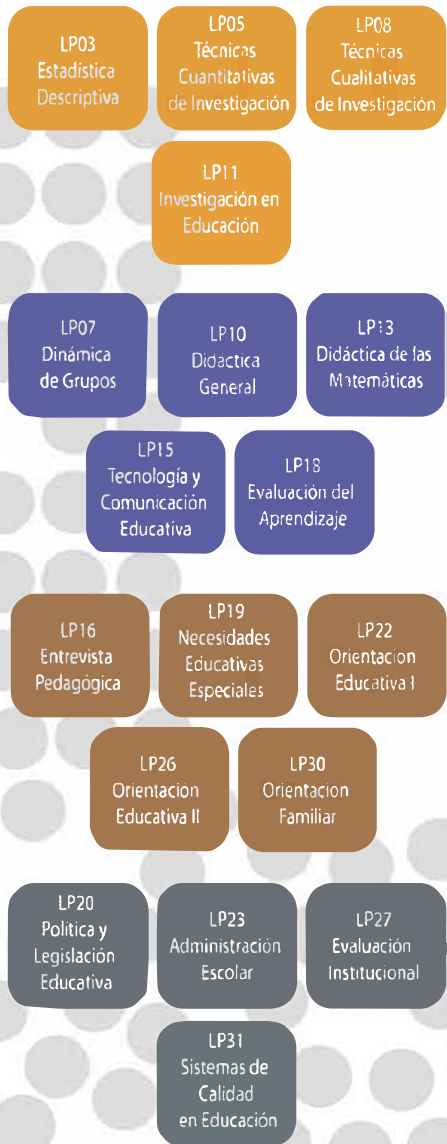 LP03
Estadística
Descriptiva
LP05
Técnicas
Cuantitativas
de Investigación
LP08
Técnicas
Cualitativas
de Investigación
LP11
Investigación en
Educación
LP07
Dinámica
de Grupos
LP10
Didáctica
General
LP13
Didáctica de las
Matemáticas
LP15
Tecnología y
Comunicación
Educativa
LP18
Evaluación del
Aprendizaje
LP16
Entrevista
Pedagógica
LP19
Necesidades
Educativas
Especiales
LP22
Orientacion
Educativa I
LP26
Orientación
Educativa II
LP30
Orientación
Familiar
LP20
Política y
Legislación
Educativa
LP23
Administración
Escolar
LP27
Evaluación
Institucional
LP31
Sistemas de
Calidad
en Educación